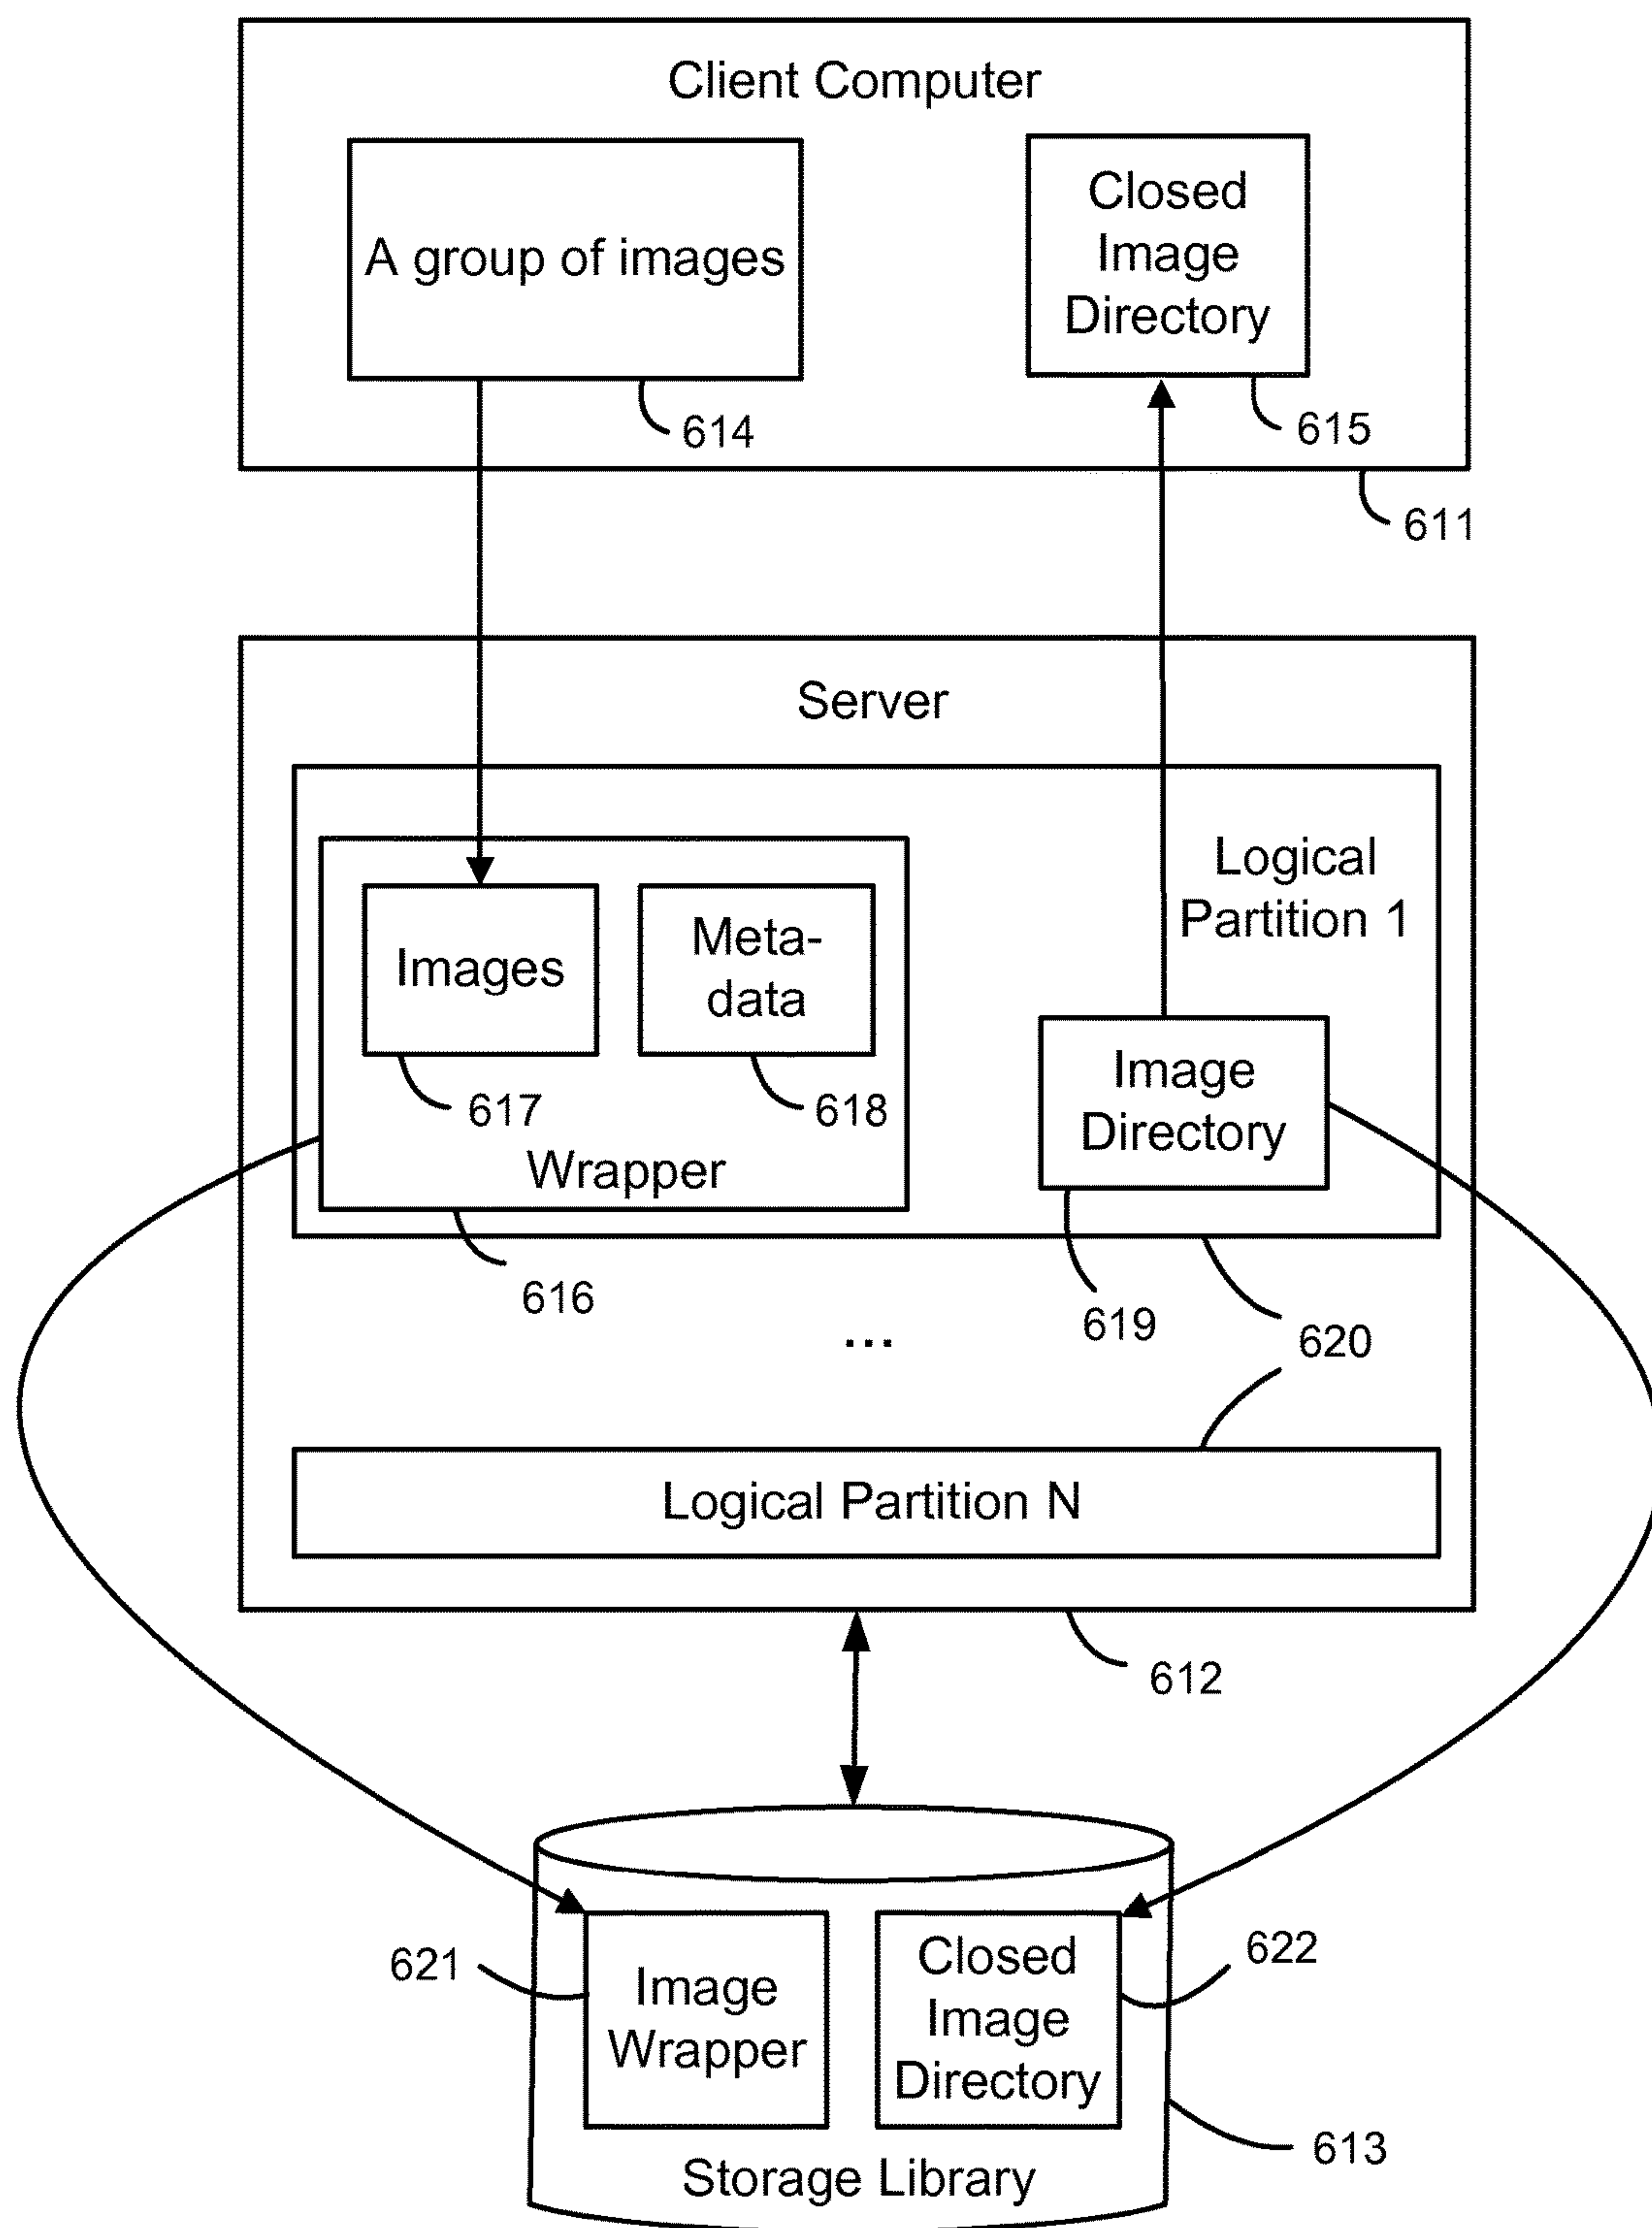 Client Computer
A group of images
Closed
Image
Directory
614
615
611
Server
Logical
Partition 1
Images
Meta-
data
Image
Directory
617
618
Wrapper
616
619
620
...
Logical Partition N
612
621
Image
Wrapper
Closed
Image
Directory
622
613
Storage Library